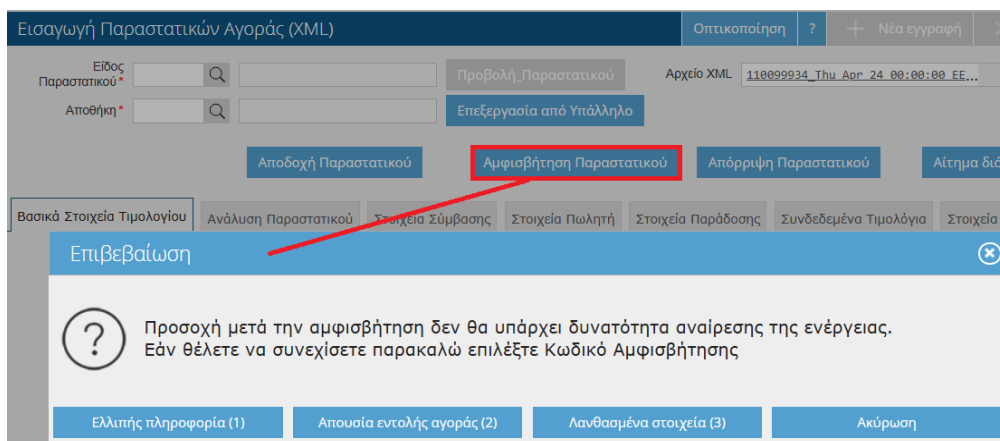 Εισαγωγή Παραστατικών Αγοράς (XML)
Οπτικοποίηση ? Νέα εγγραφή
Είδος Παραστατικού * Προβολή_Παραστατικού Αρχείο XML 110099934_Thu Apr 24 00:00:00 EE...
Αποθήκη * Επεξεργασία από Υπάλληλο
Αποδοχή Παραστατικού Αμφισβήτηση Παραστατικού Απόρριψη Παραστατικού Αίτημα
Βασικά Στοιχεία Τιμολογίου Ανάλυση Παραστατικού Στοιχεία Σύμβασης Στοιχεία Πωλητή Στοιχεία Παράδοσης Συνδεδεμένα Τιμολόγια Στοιχεία
Επιβεβαίωση
Προσοχή μετά την αμφισβήτηση δεν θα υπάρχει δυνατότητα αναίρεσης της ενέργειας.
Εάν θέλετε να συνεχίσετε παρακαλώ επιλέξτε Κωδικό Αμφισβήτησης
Ελλιπής πληροφορία (1) Απουσία εντολής αγοράς (2) Λανθασμένα στοιχεία (3) Ακύρωση